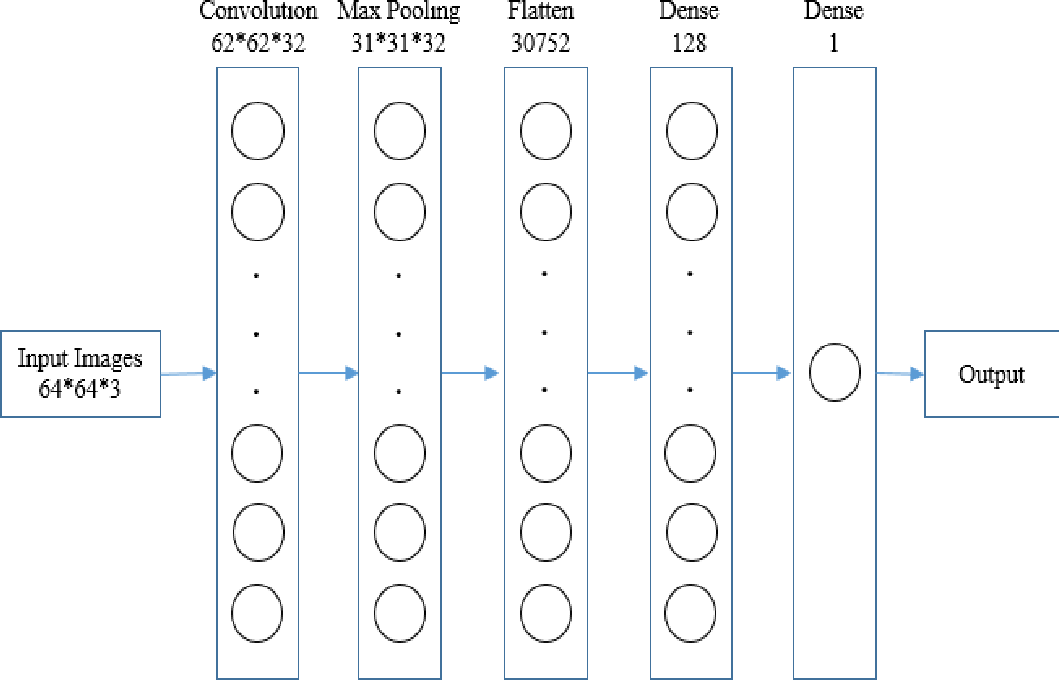 Convolution
62*62*32
Max Pooling
31*31*32
Flatten
30752
Dense
128
Dense
1
Input Images
64*64*3
Output